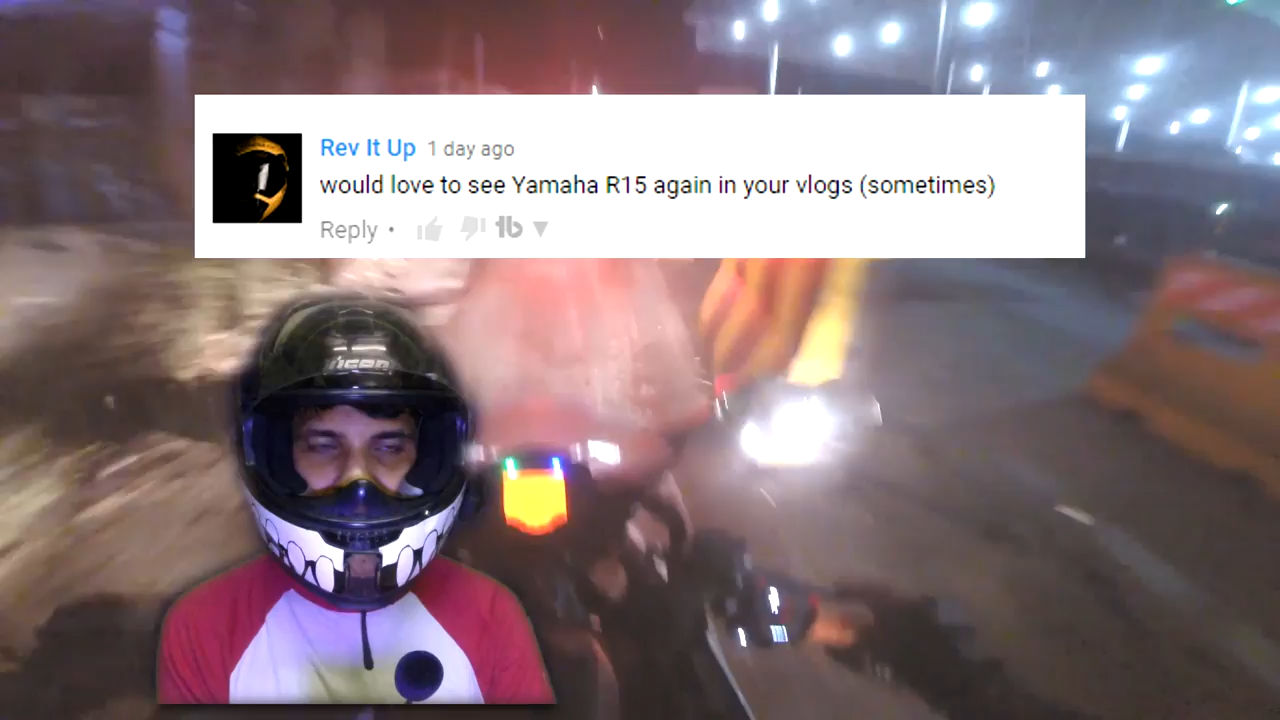 Rev It Up 1 day ago
would love to see Yamaha R15 again in your vlogs (sometimes)
Reply •
icon